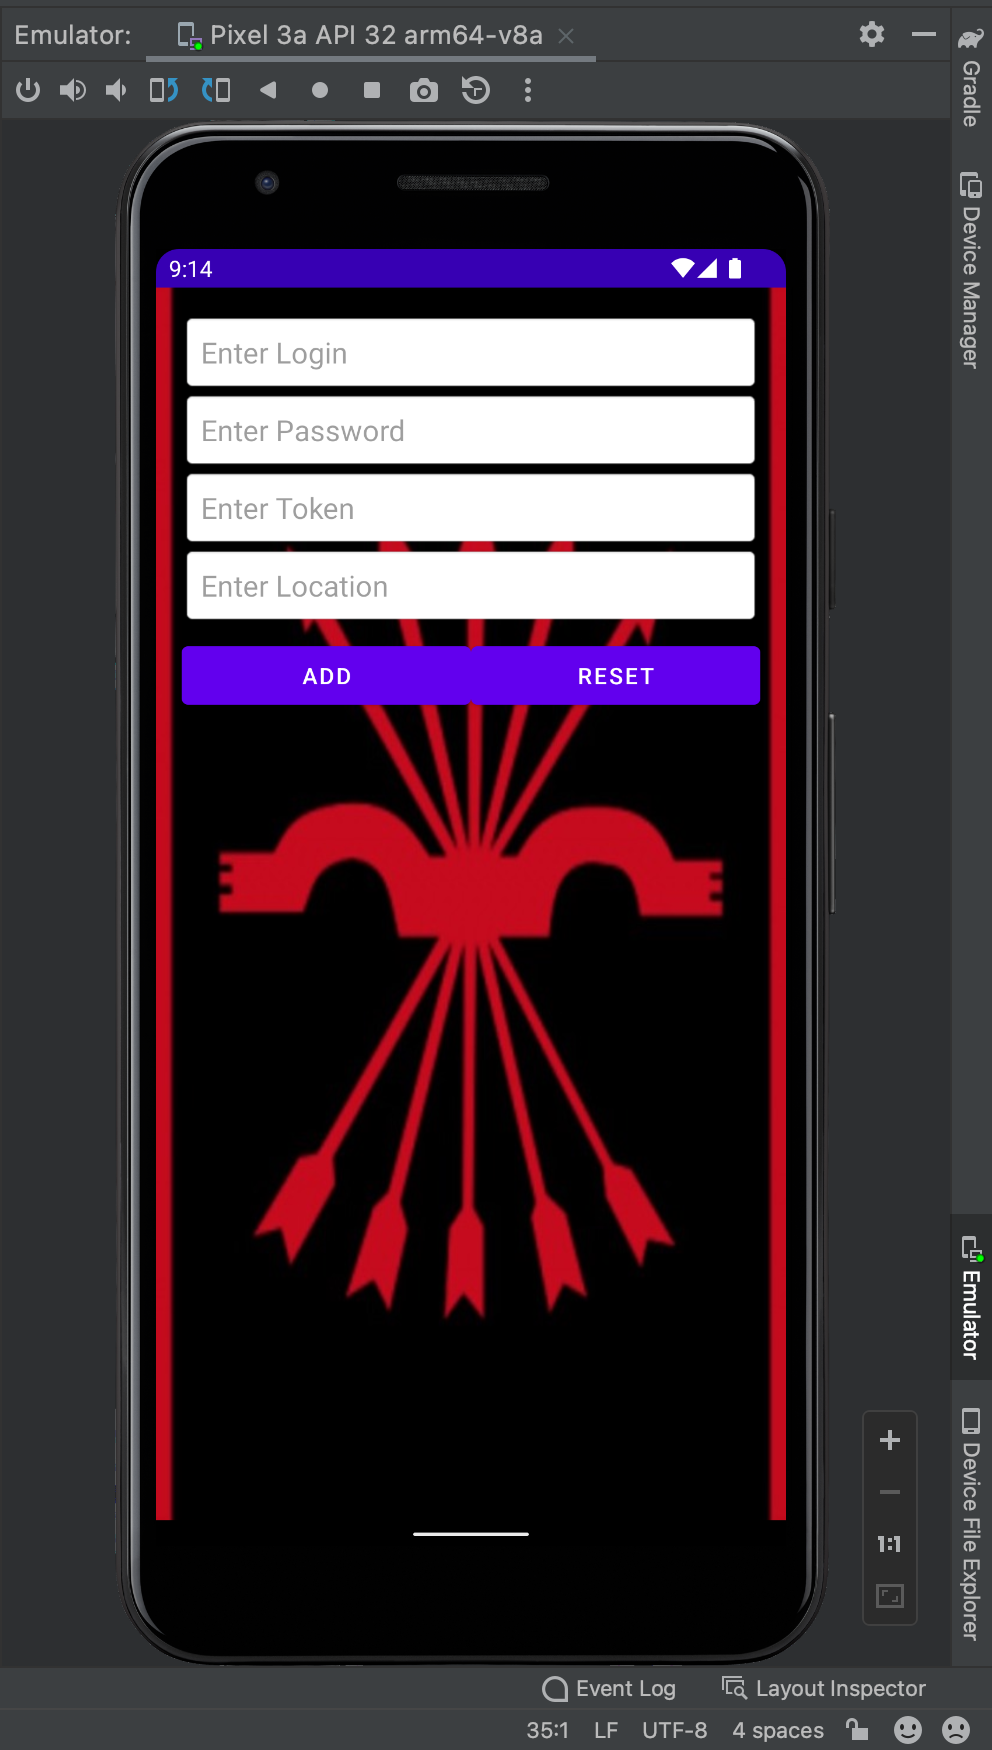 Emulator:
Pixel 3a API 32 arm64-v8a
Gradle
Device Manager
9:14
Enter Login
Enter Password
Enter Token
Enter Location
ADD
RESET
Emulator
1:1
Device File Explorer
Event Log
Layout Inspector
35:1
LF
UTF-8
4 spaces